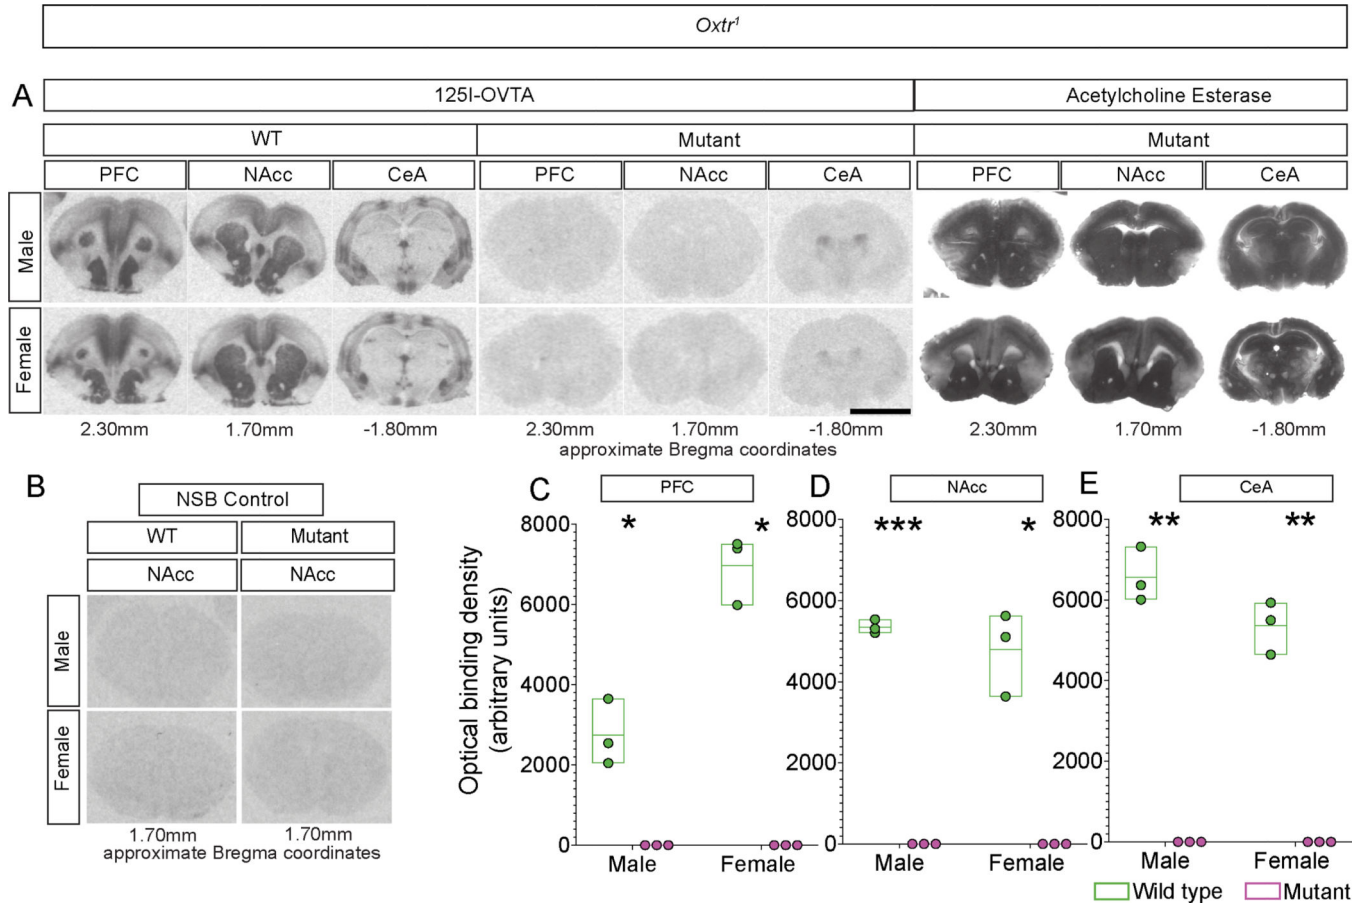 Oxtr¹
A
125I-OVTA
Acetylcholine Esterase
WT
Mutant
Mutant
PFC
NAcc
CeA
PFC
NAcc
CeA
PFC
NAcc
CeA
Male
Female
2.30mm
1.70mm
-1.80mm
2.30mm
1.70mm
-1.80mm
2.30mm
1.70mm
-1.80mm
approximate Bregma coordinates
B
NSB Control
WT
Mutant
NAcc
NAcc
Male
Female
1.70mm
1.70mm
approximate Bregma coordinates
C
PFC
Optical binding density
(arbitrary units)
8000
6000
4000
2000
0
*
*
Male
Female
D
NAcc
8000
6000
4000
2000
0
***
*
Male
Female
E
CeA
8000
6000
4000
2000
0
**
**
Male
Female
Wild type
Mutant